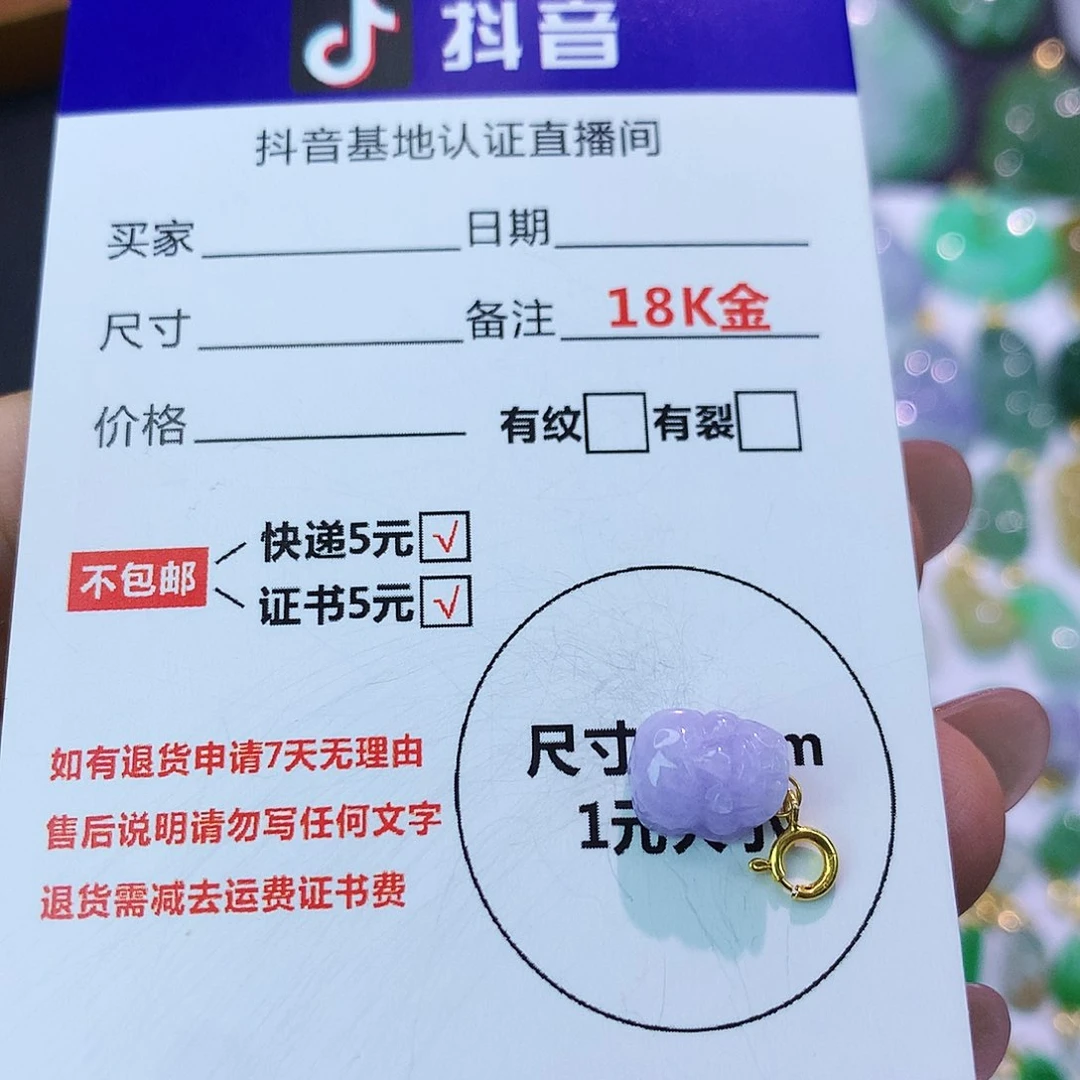 抖音
抖音基地认证直播间
买家 日期
尺寸 备注 18K金
价格 有纹 有裂
快递5元 √
不包邮
证书5元 √
如有退货申请7天无理由
售后说明请勿写任何文字
退货需减去运费证书费
尺寸 m
1元大小